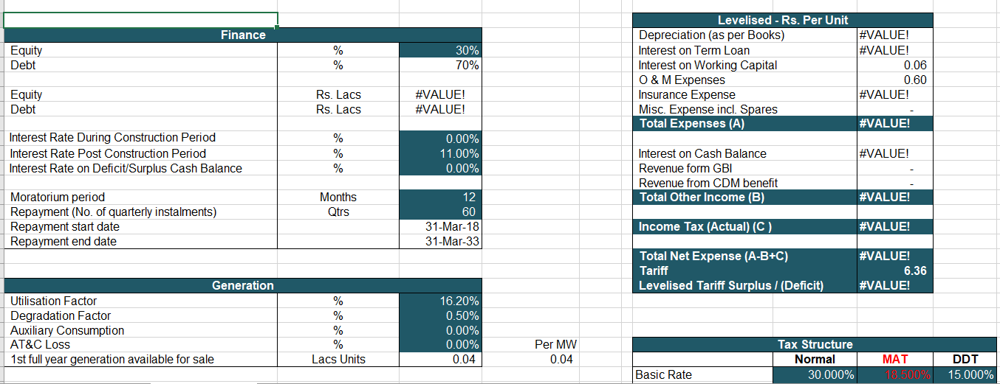 Finance
Equity % 30%
Debt % 70%
Equity Rs. Lacs #VALUE!
Debt Rs. Lacs #VALUE!
Interest Rate During Construction Period % 0.00%
Interest Rate Post Construction Period % 11.00%
Interest Rate on Deficit/Surplus Cash Balance % 0.00%
Moratorium period Months 12
Repayment (No. of quarterly instalments) Qtrs 60
Repayment start date 31-Mar-18
Repayment end date 31-Mar-33
Generation
Utilisation Factor % 16.20%
Degradation Factor % 0.50%
Auxiliary Consumption % 0.00%
AT&C Loss % 0.00% Per MW
1st full year generation available for sale Lacs Units 0.04 0.04
Levelised - Rs. Per Unit
Depreciation (as per Books) #VALUE!
Interest on Term Loan #VALUE!
Interest on Working Capital 0.06
O & M Expenses 0.60
Insurance Expense #VALUE!
Misc. Expense incl. Spares -
Total Expenses (A) #VALUE!
Interest on Cash Balance #VALUE!
Revenue form GBI -
Revenue from CDM benefit -
Total Other Income (B) #VALUE!
Income Tax (Actual) (C ) #VALUE!
Total Net Expense (A-B+C) #VALUE!
Tariff 6.36
Levelised Tariff Surplus / (Deficit) #VALUE!
Tax Structure
Normal MAT DDT
Basic Rate 30.000% 18.500% 15.000%